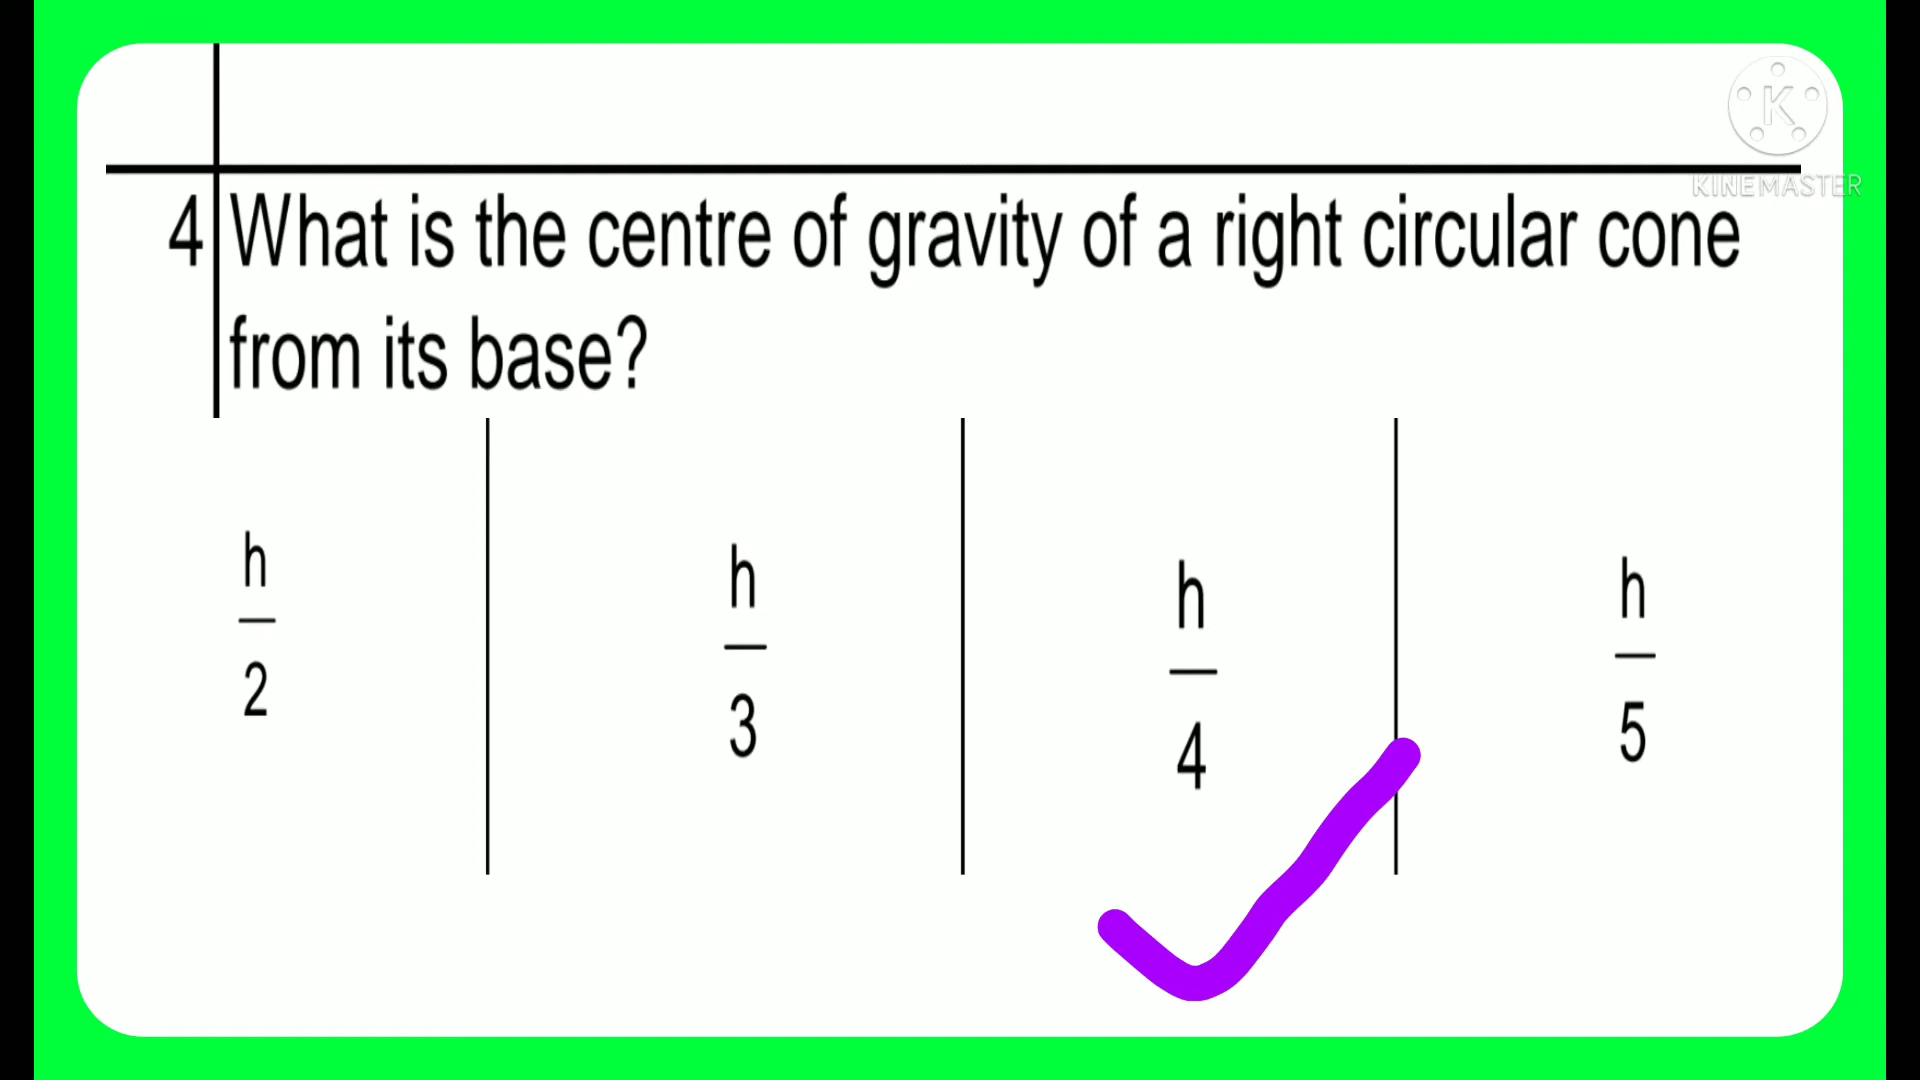 K
KINEMASTER
4 What is the centre of gravity of a right circular cone
from its base?
h
2
h
3
h
4
h
5